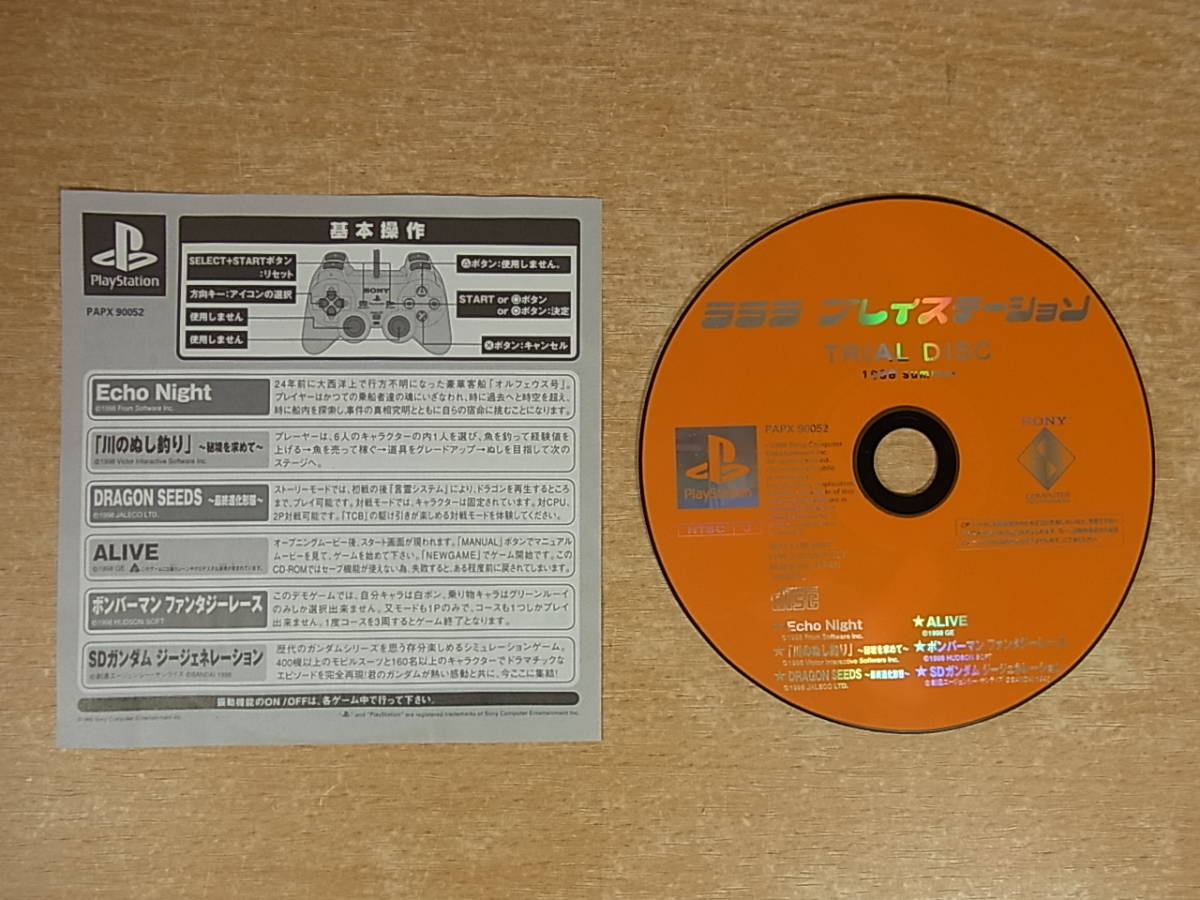 PlayStation
PAPX 90052
基本操作
SELECT+STARTボタン
:リセット
方向キー:アイコンの選択
使用しません
使用しません
SONY
△ボタン:使用しません。
START or ◎ボタン
or ◎ボタン:決定
×ボタン:キャンセル
Echo Night
©1998 From Software Inc.
24年前に大西洋上で行方不明になった豪華客船「オルフェウス号」。
プレイヤーはかつての乗船者達の魂にいざなわれ、時に過去へと時空を超え、
時に船内を探索し、事件の真相究明とともに自らの宿命に挑むことになります。
「川のぬし釣り」〜秘境を求めて〜
©1998 Victor Interactive Software Inc.
プレーヤーは、6人のキャラクターの内1人を選び、魚を釣って経験値を
上げる→魚を売って稼ぐ→道具をグレードアップ→ぬしを目指して次の
ステージへ。
DRAGON SEEDS 〜最終進化形態〜
©1998 JALECO LTD.
ストーリーモードでは、初戦の後「言霊システム」により、ドラゴンを再生するところ
まで、プレイ可能です。対戦モードでは、キャラクターは固定されています。対CPU、
2P対戦可能です。「TCB」の駆け引きが楽しめる対戦モードを体験してください。
ALIVE
©1998 GE
オープニングムービー後、スタート画面が現われます。「MANUAL」ボタンでマニュアル
ムービーを見て、ゲームを始めて下さい。「NEWGAME」でゲーム開始です。この
CD-ROMではセーブ機能が使えない為、失敗すると、ある程度前に戻されてしまいます。
ボンバーマン ファンタジーレース
©1998 HUDSON SOFT
このデモゲームでは、自分キャラは白ボン、乗り物キャラはグリーンルーイ
のみしか選択出来ません。又モードも1Pのみで、コースも1つしかプレイ
出来ません。1度コースを3周するとゲーム終了となります。
SDガンダム ジージェネレーション
©創通エージェンシー・サンライズ ©BANDAI 1998
歴代のガンダムシリーズを思う存分楽しめるシミュレーションゲーム。
400機以上のモビルスーツと160名以上のキャラクターでドラマチックな
エピソードを完全再現!君のガンダムが熱い感動と共に、今ここに集結!
振動機能のON/OFFは、各ゲーム中で行って下さい。
and "PlayStation" are registered trademarks of Sony Computer Entertainment Inc.
プレイステーション
TRIAL DISC
1998 summer
PAPX 90052
PlayStation
NTSC J
SONY
COMPUTER
ENTERTAINMENT
DISC
★Echo Night
©1998 From Software Inc.
★「川のぬし釣り」〜秘境を求めて〜
©1998 Victor Interactive Software Inc.
★DRAGON SEEDS 〜最終進化形態〜
©1998 JALECO LTD.
★ALIVE
©1998 GE
★ボンバーマン ファンタジーレース
©1998 HUDSON SOFT
★SDガンダム ジージェネレーション